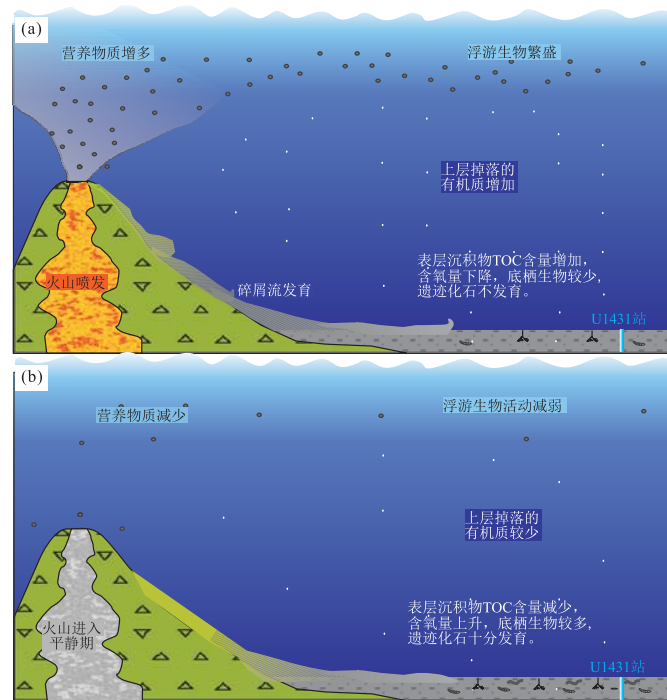 (a)
营养物质增多
浮游生物繁盛
上层掉落的
有机质增加
火山喷发
碎屑流发育
表层沉积物TOC含量增加，
含氧量下降，底栖生物较少，
遗迹化石不发育。
U1431站
(b)
营养物质减少
浮游生物活动减弱
上层掉落的
有机质较少
火山进入
平静期
表层沉积物TOC含量减少，
含氧量上升，底栖生物较多，
遗迹化石十分发育。
U1431站